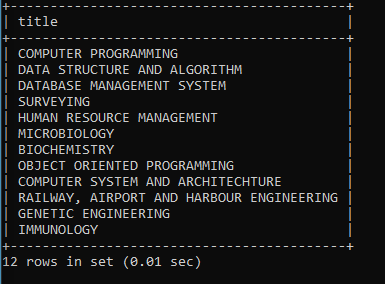 title
COMPUTER PROGRAMMING
DATA STRUCTURE AND ALGORITHM
DATABASE MANAGEMENT SYSTEM
SURVEYING
HUMAN RESOURCE MANAGEMENT
MICROBIOLOGY
BIOCHEMISTRY
OBJECT ORIENTED PROGRAMMING
COMPUTER SYSTEM AND ARCHITECHTURE
RAILWAY, AIRPORT AND HARBOUR ENGINEERING
GENETIC ENGINEERING
IMMUNOLOGY
12 rows in set (0.01 sec)